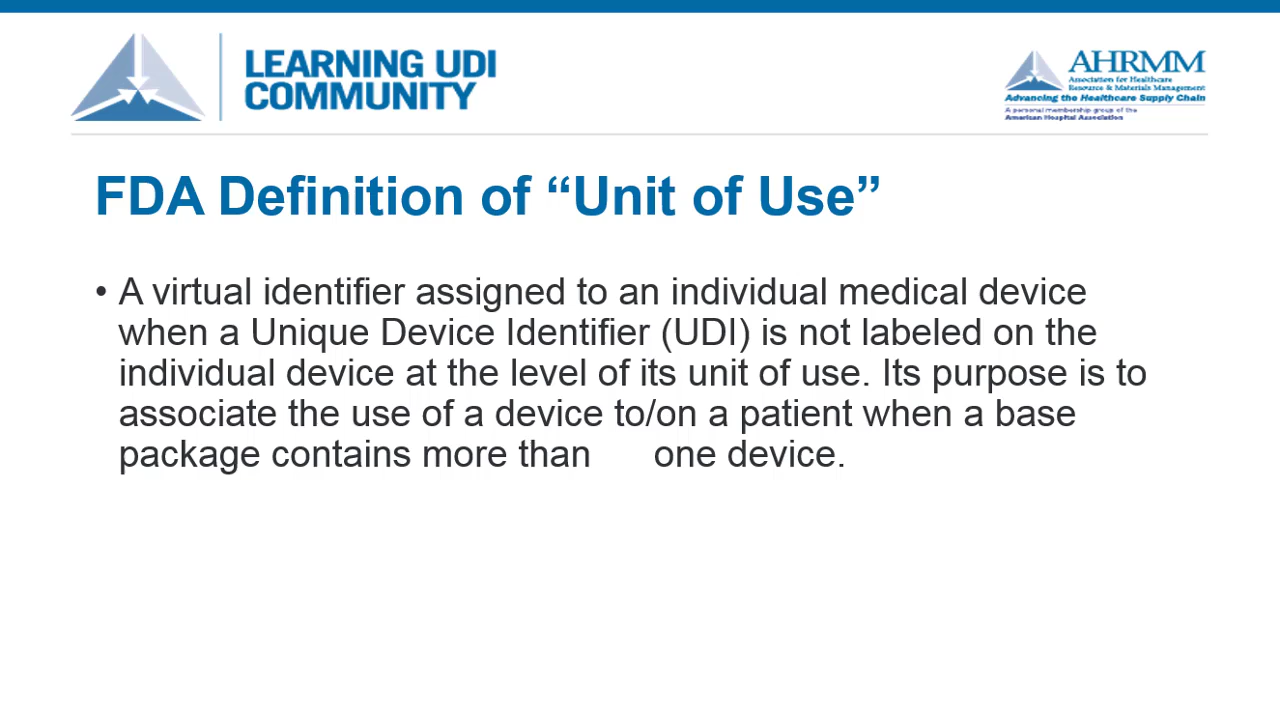 LEARNING UDI
COMMUNITY
AHRMM
Association for Healthcare
Resource & Materials Management
Advancing the Healthcare Supply Chain
A personal membership group of the
American Hospital Association
FDA Definition of “Unit of Use”
• A virtual identifier assigned to an individual medical device
when a Unique Device Identifier (UDI) is not labeled on the
individual device at the level of its unit of use. Its purpose is to
associate the use of a device to/on a patient when a base
package contains more than one device.